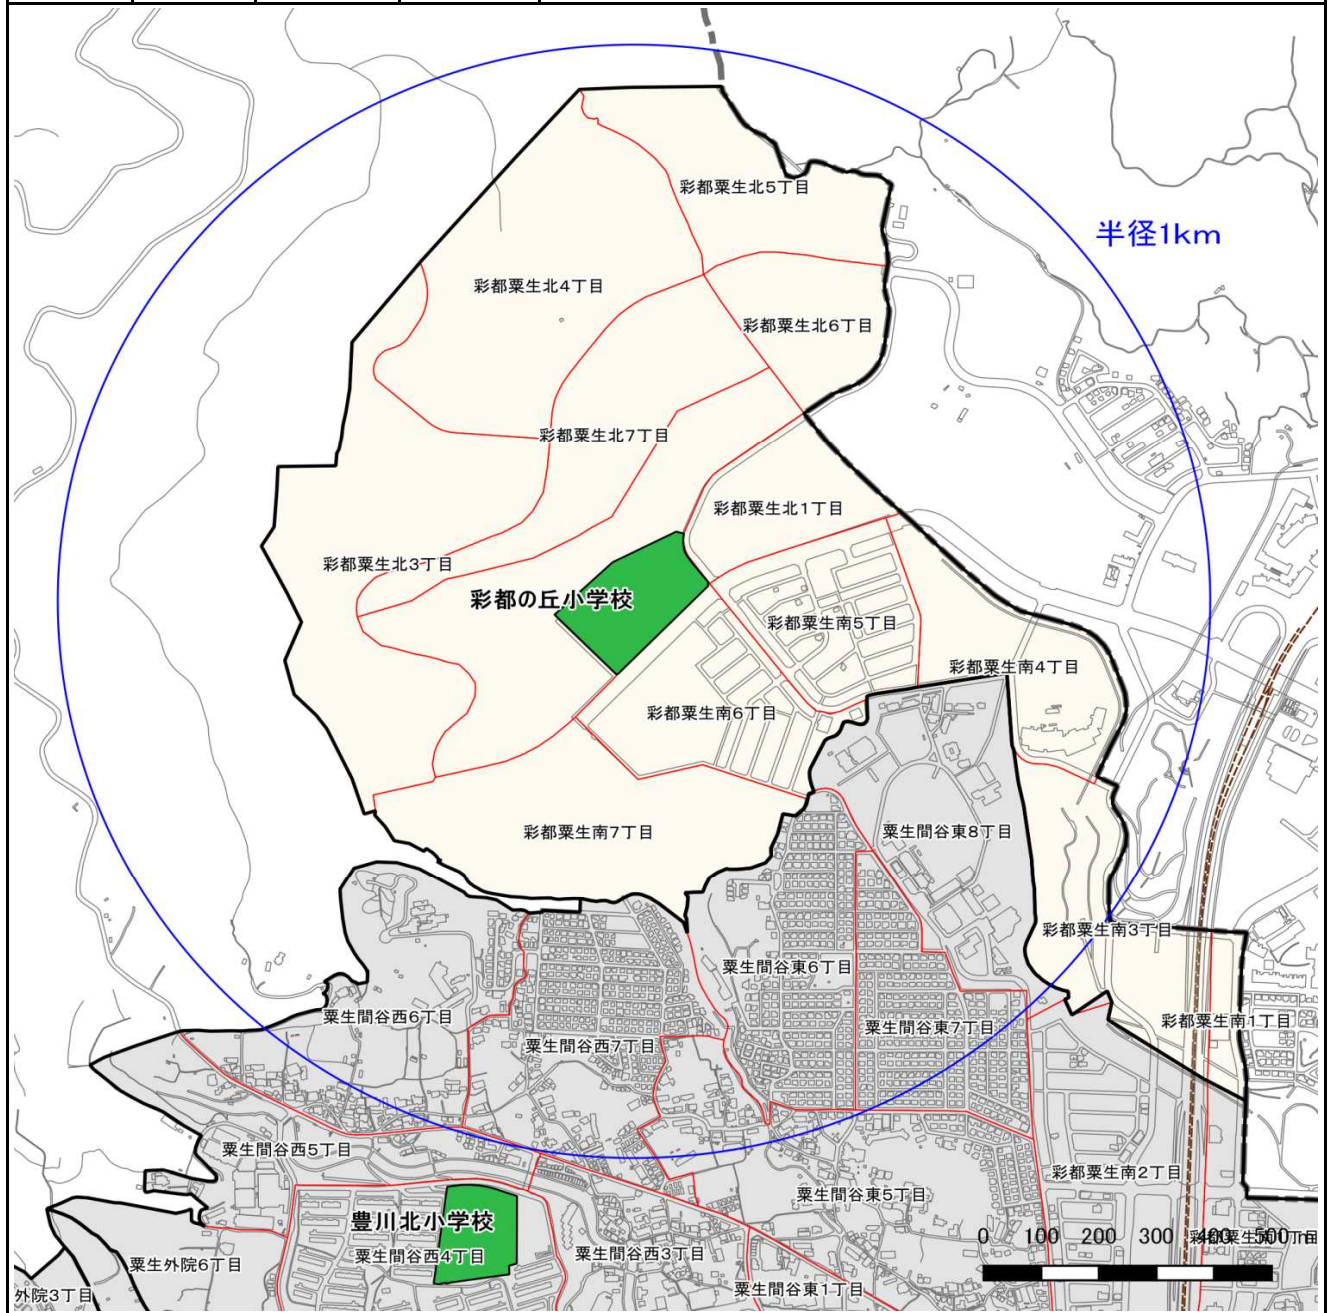 彩都粟生北5丁目
半径1km
彩都粟生北4丁目
彩都粟生北6丁目
彩都粟生北7丁目
彩都粟生北1丁目
彩都粟生北3丁目
彩都の丘小学校
彩都粟生南5丁目
彩都粟生南4丁目
彩都粟生南6丁目
彩都粟生南7丁目
粟生間谷東8丁目
彩都粟生南3丁目
粟生間谷東6丁目
粟生間谷西6丁目
彩都粟生南1丁目
粟生間谷東7丁目
粟生間谷西7丁目
粟生間谷西5丁目
彩都粟生南2丁目
粟生間谷東5丁目
豊川北小学校
0 100 200 300 400 500 m
粟生間谷西4丁目
粟生間谷西3丁目
粟生外院6丁目
粟生間谷東1丁目
外院3丁目